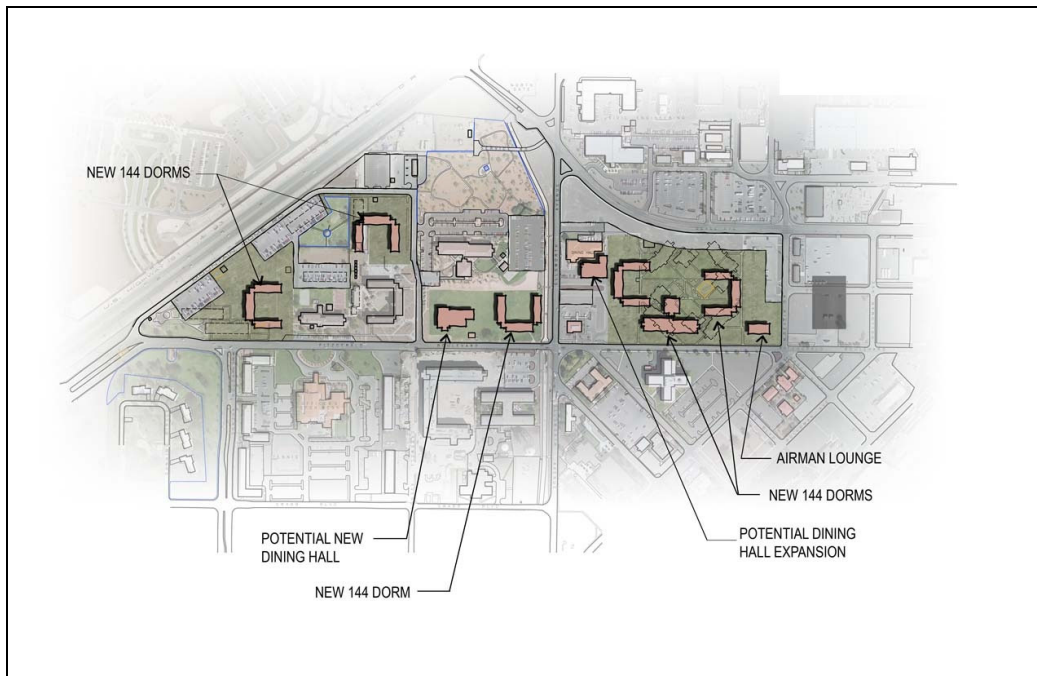 NEW 144 DORMS
AIRMAN LOUNGE
NEW 144 DORMS
POTENTIAL NEW
DINING HALL
POTENTIAL DINING
HALL EXPANSION
NEW 144 DORM